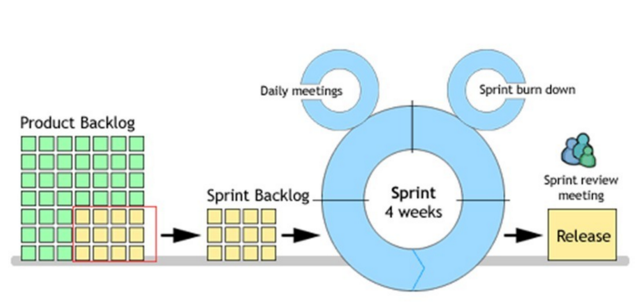 Daily meetings
Sprint burn down
Product Backlog
Sprint Backlog
Sprint
4 weeks
Sprint review
meeting
Release